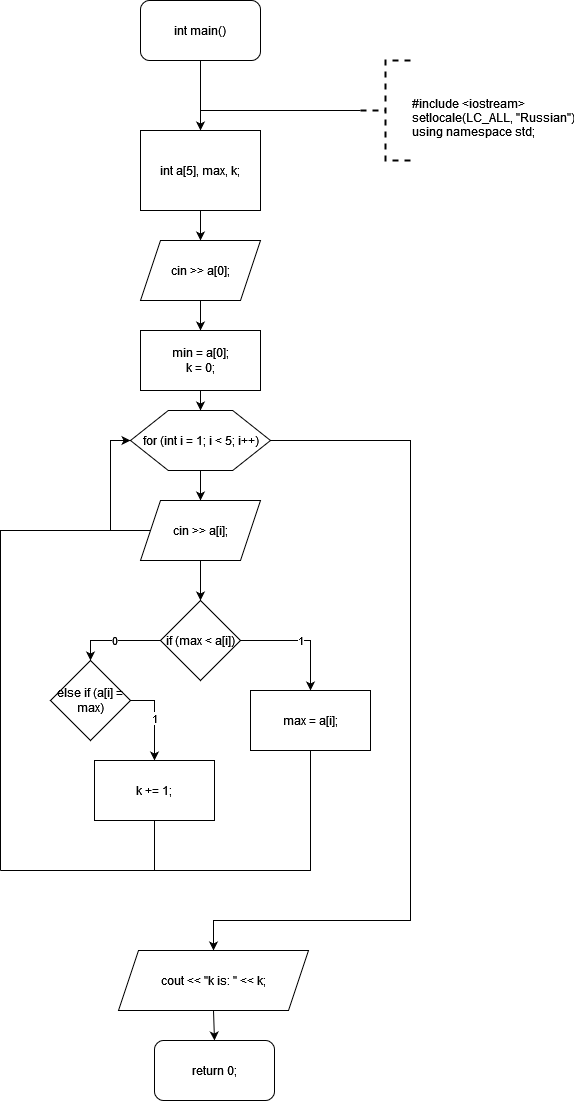 int main()
#include <iostream>
setlocale(LC_ALL, "Russian")
using namespace std;
int a[5], max, k;
cin >> a[0];
min = a[0];
k = 0;
for (int i = 1; i < 5; i++)
cin >> a[i];
if (max < a[i])
0
1
else if (a[i] =
max)
max = a[i];
1
k += 1;
cout << "k is: " << k;
return 0;